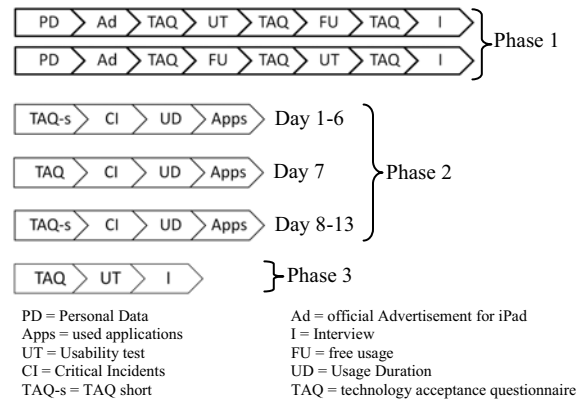 PD Ad TAQ UT TAQ FU TAQ I
PD Ad TAQ FU TAQ UT TAQ I
Phase 1
TAQ-s CI UD Apps Day 1-6
TAQ CI UD Apps Day 7
TAQ-s CI UD Apps Day 8-13
Phase 2
TAQ UT I
Phase 3
PD = Personal Data
Apps = used applications
UT = Usability test
CI = Critical Incidents
TAQ-s = TAQ short
Ad = official Advertisement for iPad
I = Interview
FU = free usage
UD = Usage Duration
TAQ = technology acceptance questionnaire